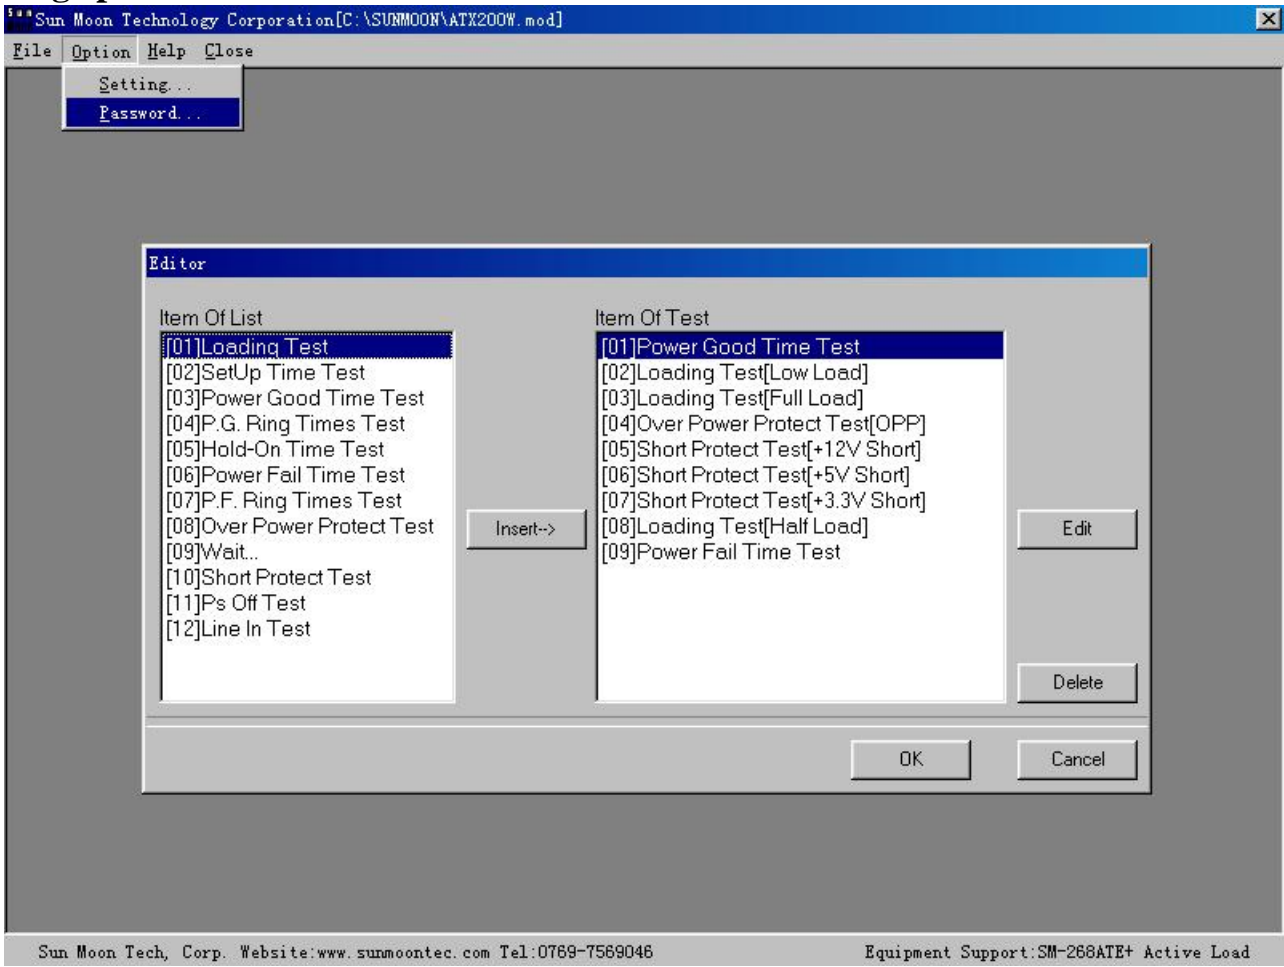 Sun Moon Technology Corporation[C:\SUNMOON\ATX200W.mod]
File Option Help Close
Setting...
Password...
Editor
Item Of List
[01]Loading Test
[02]SetUp Time Test
[03]Power Good Time Test
[04]P.G. Ring Times Test
[05]Hold-On Time Test
[06]Power Fail Time Test
[07]P.F. Ring Times Test
[08]Over Power Protect Test
[09]Wait...
[10]Short Protect Test
[11]Ps Off Test
[12]Line In Test
Insert-->
Item Of Test
[01]Power Good Time Test
[02]Loading Test[Low Load]
[03]Loading Test[Full Load]
[04]Over Power Protect Test[OPP]
[05]Short Protect Test[+12V Short]
[06]Short Protect Test[+5V Short]
[07]Short Protect Test[+3.3V Short]
[08]Loading Test[Half Load]
[09]Power Fail Time Test
Edit
Delete
OK
Cancel
Sun Moon Tech, Corp. Website:www.sunmoontec.com Tel:0769-7569046
Equipment Support:SM-268ATE+ Active Load